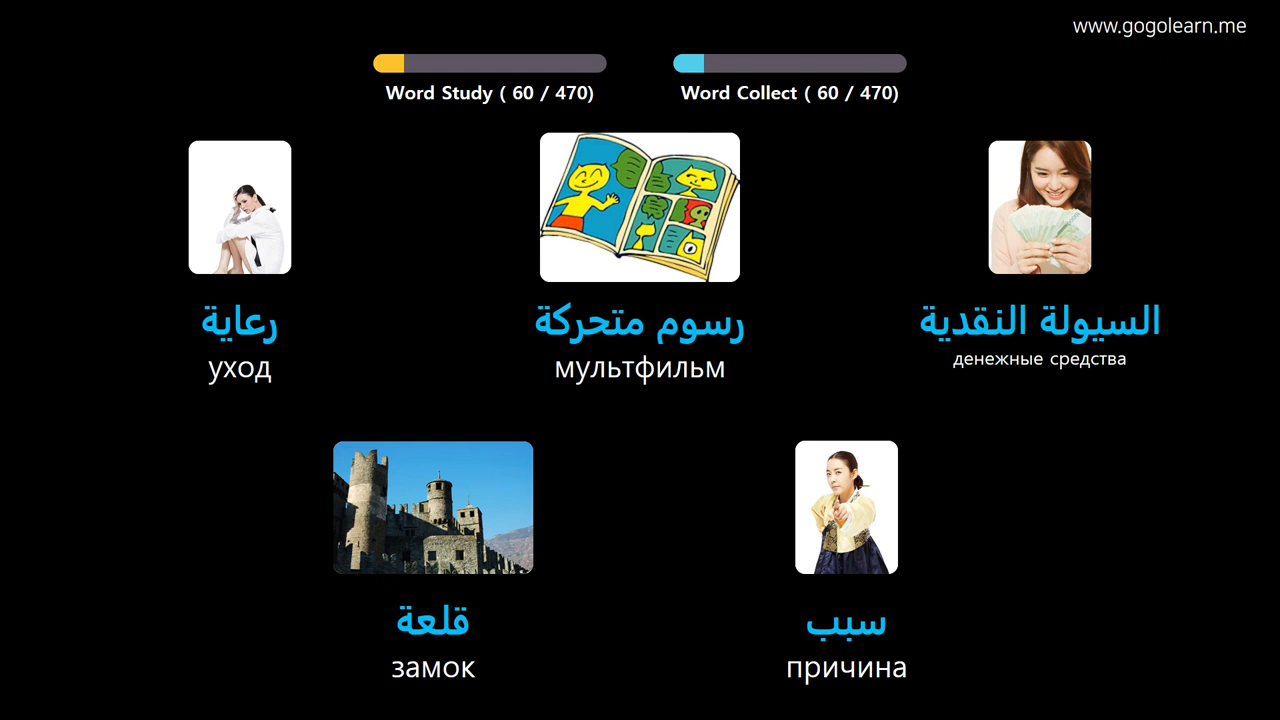 www.gogolearn.me
Word Study ( 60 / 470)
Word Collect ( 60 / 470)
رعاية
уход
رسوم متحركة
мультфильм
السيولة النقدية
денежные средства
قلعة
замок
سبب
причина